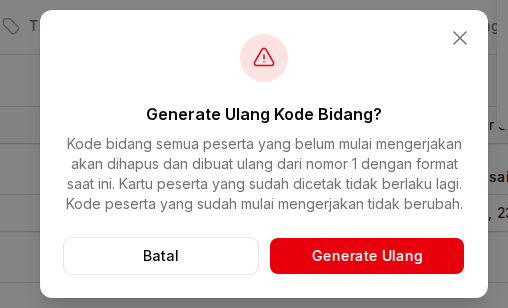 Generate Ulang Kode Bidang?
Kode bidang semua peserta yang belum mulai mengerjakan
akan dihapus dan dibuat ulang dari nomor 1 dengan format
saat ini. Kartu peserta yang sudah dicetak tidak berlaku lagi.
Kode peserta yang sudah mulai mengerjakan tidak berubah.
Batal
Generate Ulang